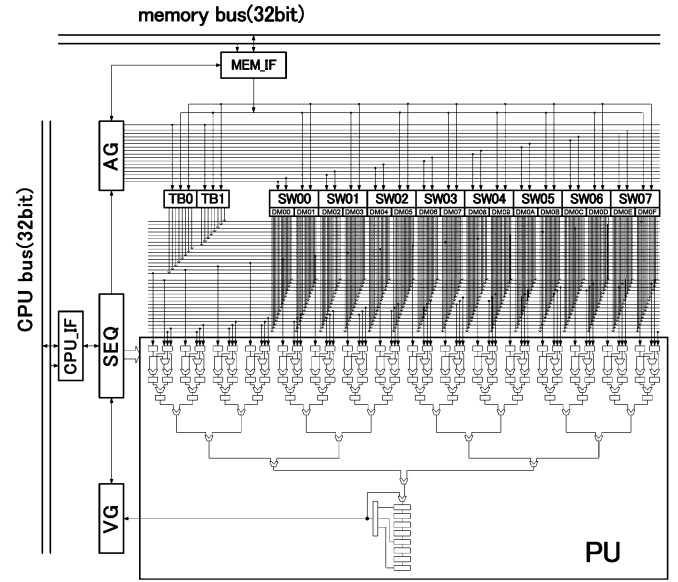 memory bus(32bit)
MEM_IF
AG
TB0 TB1 SW00 SW01 SW02 SW03 SW04 SW05 SW06 SW07
DM00 DM01 DM02 DM03 DM04 DM05 DM06 DM07 DM08 DM09 DM0A DM0B DM0C DM0D DM0E DM0F
CPU bus(32bit)
CPU_IF
SEQ
VG
PU